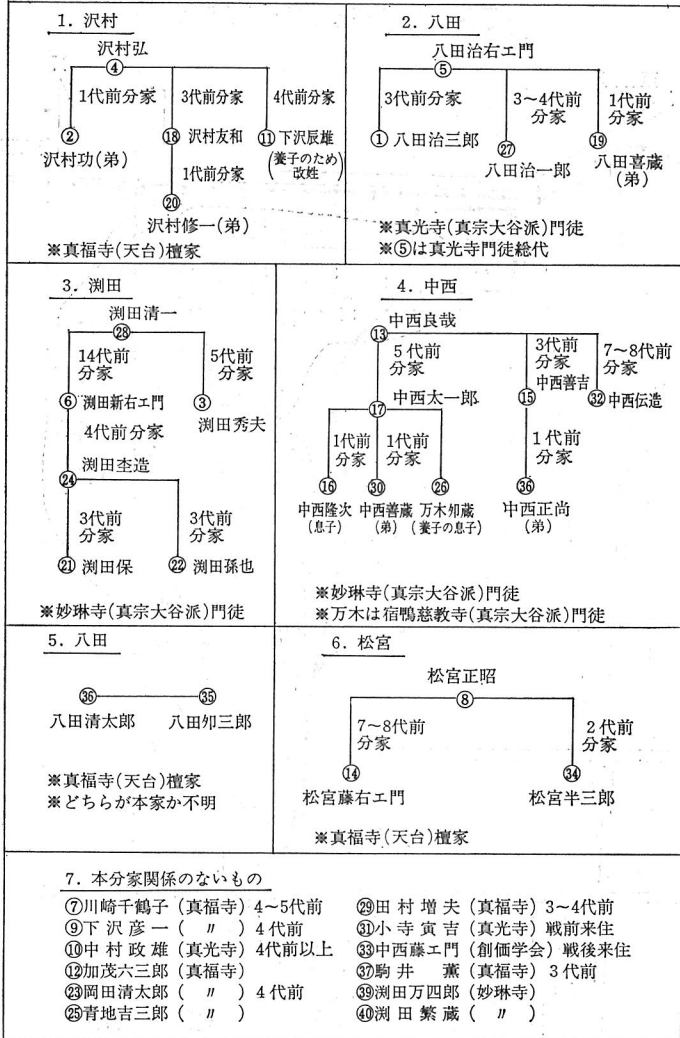 1．沢村
沢村弘
④
1代前分家
3代前分家
4代前分家
②
沢村功(弟)
⑱ 沢村友和
⑪下沢辰雄
(養子のため
改姓)
1代前分家
⑳
沢村修一(弟)
※真福寺(天台)檀家
2．八田
八田治右エ門
⑤
3代前分家
3～4代前
分家
1代前
分家
①八田治三郎
㉗
八田治一郎
⑲
八田喜蔵
(弟)
※真光寺(真宗大谷派)門徒
※⑤は真光寺門徒総代
3．渕田
渕田清一
㉘
14代前
分家
5代前
分家
⑥ 渕田新右エ門
③
渕田秀夫
4代前分家
渕田杢造
㉔
3代前
分家
3代前
分家
㉑渕田保
㉒渕田孫也
※妙琳寺(真宗大谷派)門徒
4．中西
⑬中西良哉
5代前
分家
3代前
分家
7～8代前
分家
中西太一郎
⑰
中西善吉
⑮
㉜中西伝造
1代前
分家
1代前
分家
1代前
分家
⑯
中西隆次
(息子)
㉚
中西善蔵
(弟)
㉖
万木卯蔵
(養子の息子)
㊱
中西正尚
(弟)
※妙琳寺(真宗大谷派)門徒
※万木は宿鴨慈教寺(真宗大谷派)門徒
5．八田
㊱ ㉟
八田清太郎 八田卯三郎
※真福寺(天台)檀家
※どちらが本家か不明
6．松宮
松宮正昭
⑧
7～8代前
分家
2代前
分家
⑭
松宮藤右エ門
㉞
松宮半三郎
※真福寺(天台)檀家
7．本分家関係のないもの
⑦川崎千鶴子(真福寺) 4～5代前
⑨下沢彦一(〃) 4代前
⑩中村政雄(真光寺) 4代前以上
⑫加茂六三郎(真福寺)
㉓岡田清太郎(〃) 4代前
㉕青地吉三郎(〃)
㉙田村増夫(真福寺) 3～4代前
㉛小寺寅吉(真光寺) 戦前来住
㉝中西藤エ門(創価学会) 戦後来住
㊲駒井 薫(真福寺) 3代前
㊴渕田万四郎(妙琳寺)
㊵渕田繁蔵(〃)